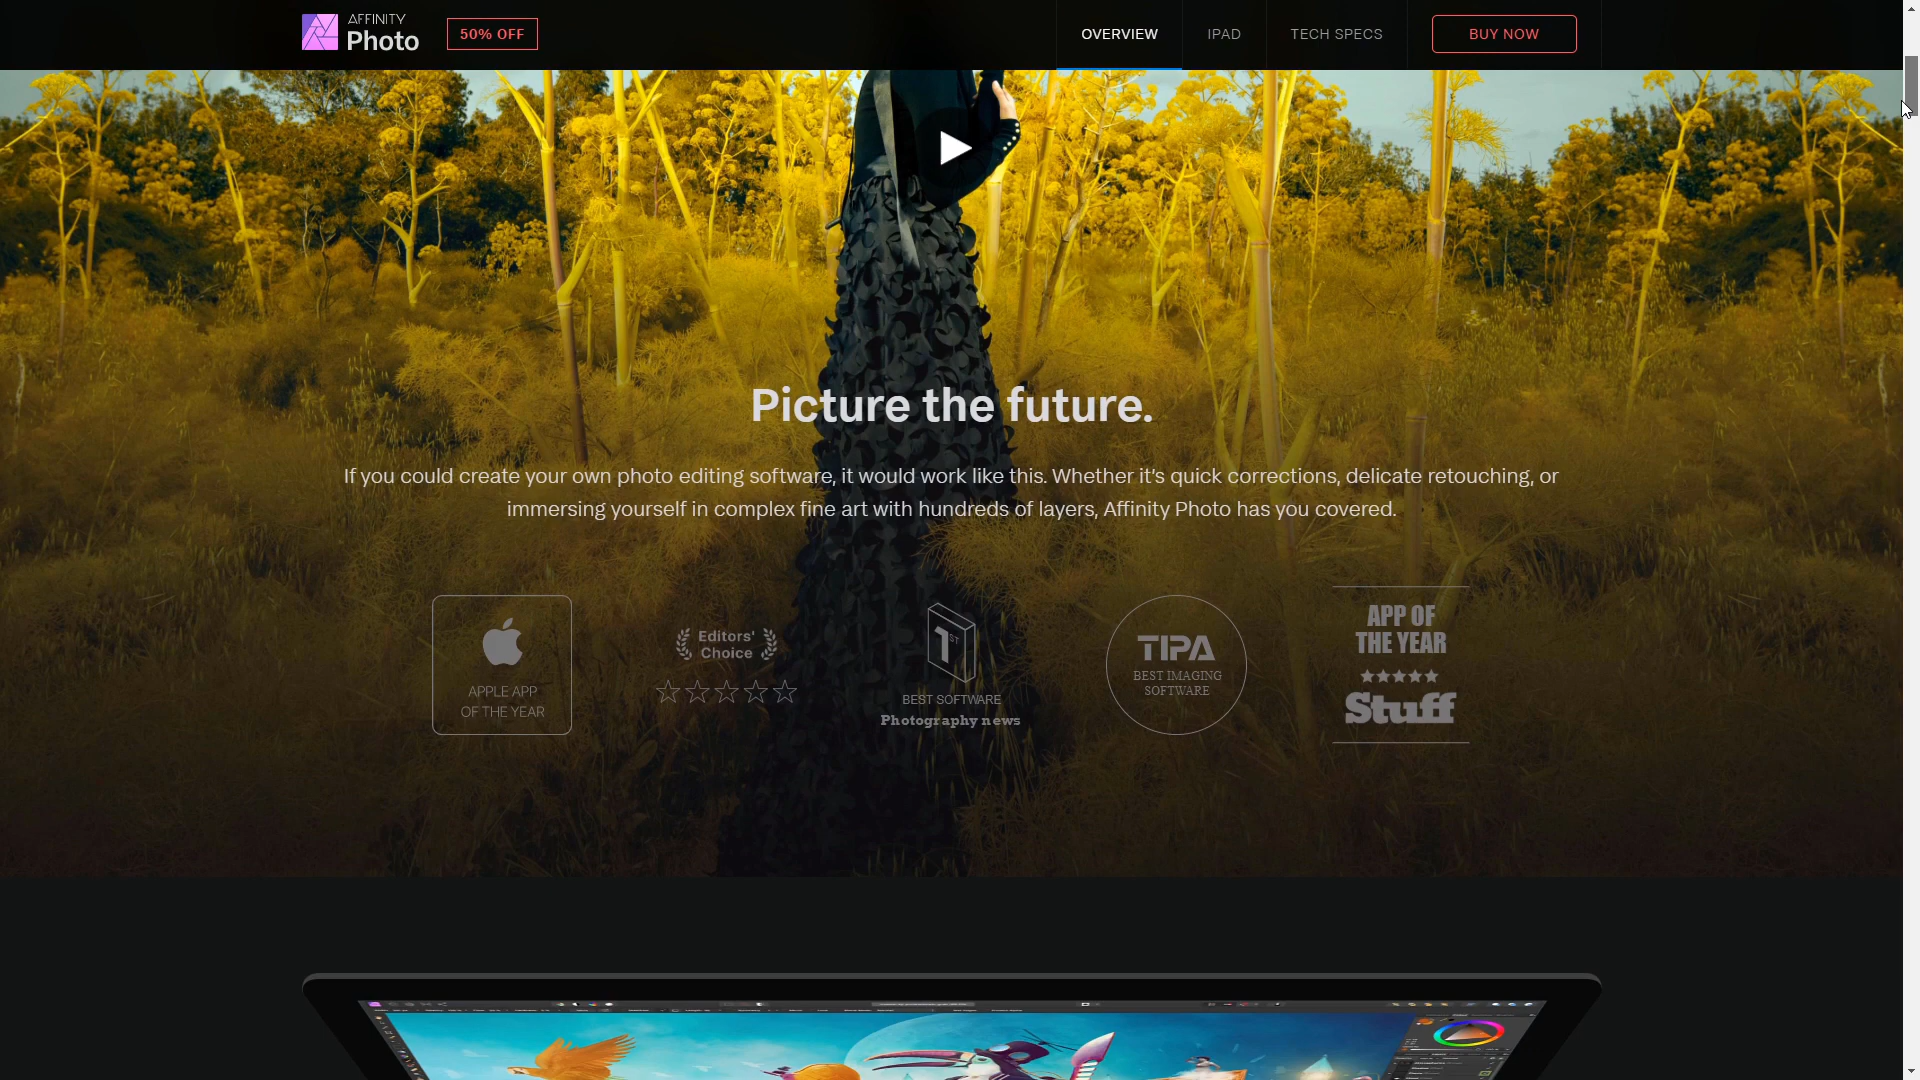 AFFINITY
Photo
50% OFF
OVERVIEW
IPAD
TECH SPECS
BUY NOW
Picture the future.
If you could create your own photo editing software, it would work like this. Whether it's quick corrections, delicate retouching, or
immersing yourself in complex fine art with hundreds of layers, Affinity Photo has you covered.
APPLE APP
OF THE YEAR
Editors'
Choice
1ST
BEST SOFTWARE
Photography news
TIPA
BEST IMAGING
SOFTWARE
APP OF
THE YEAR
Stuff